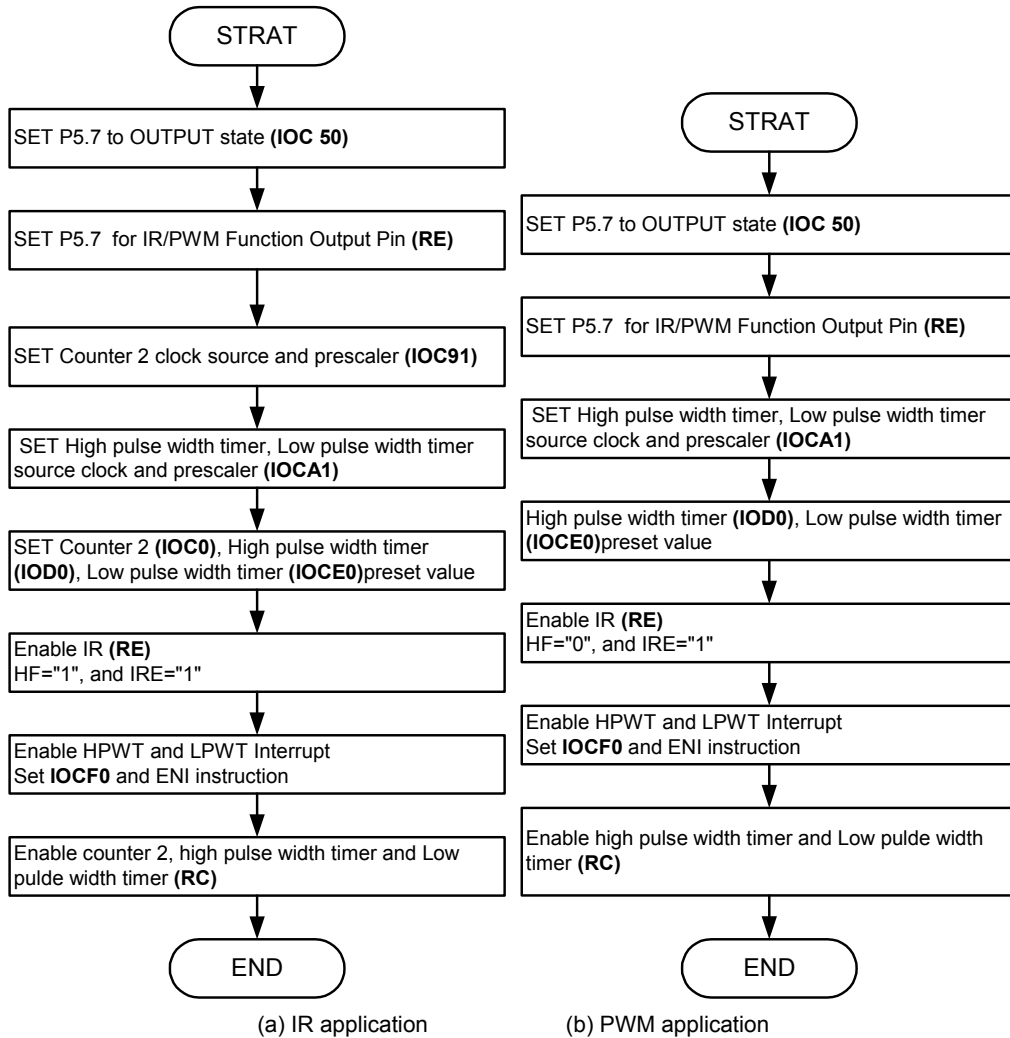 STRAT
SET P5.7 to OUTPUT state (IOC 50)
SET P5.7 for IR/PWM Function Output Pin (RE)
SET Counter 2 clock source and prescaler (IOC91)
SET High pulse width timer, Low pulse width timer
source clock and prescaler (IOCA1)
SET Counter 2 (IOC0), High pulse width timer
(IOD0), Low pulse width timer (IOCE0)preset value
Enable IR (RE)
HF="1", and IRE="1"
Enable HPWT and LPWT Interrupt
Set IOCF0 and ENI instruction
Enable counter 2, high pulse width timer and Low
pulde width timer (RC)
END
(a) IR application
STRAT
SET P5.7 to OUTPUT state (IOC 50)
SET P5.7 for IR/PWM Function Output Pin (RE)
SET High pulse width timer, Low pulse width timer
source clock and prescaler (IOCA1)
High pulse width timer (IOD0), Low pulse width timer
(IOCE0)preset value
Enable IR (RE)
HF="0", and IRE="1"
Enable HPWT and LPWT Interrupt
Set IOCF0 and ENI instruction
Enable high pulse width timer and Low pulde width
timer (RC)
END
(b) PWM application